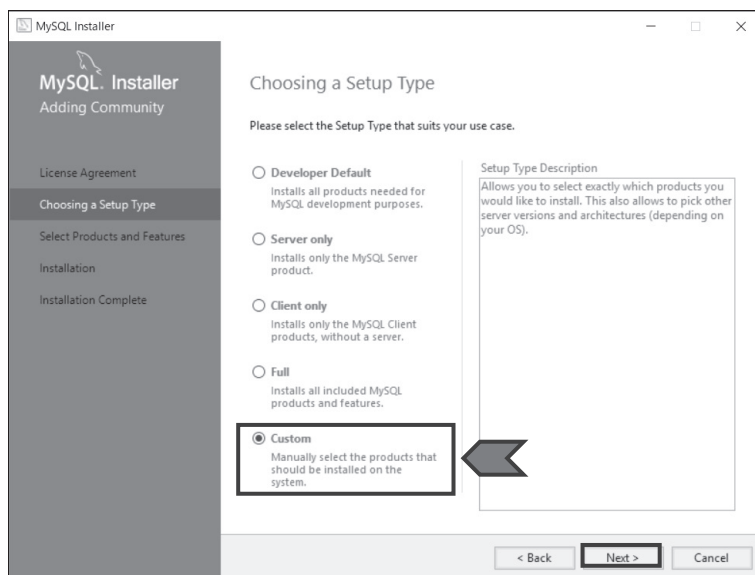 MySQL Installer
MySQL. Installer
Adding Community
License Agreement
Choosing a Setup Type
Select Products and Features
Installation
Installation Complete
Choosing a Setup Type
Please select the Setup Type that suits your use case.
Developer Default
Installs all products needed for
MySQL development purposes.
Server only
Installs only the MySQL Server
product.
Client only
Installs only the MySQL Client
products, without a server.
Full
Installs all included MySQL
products and features.
Custom
Manually select the products that
should be installed on the
system.
Setup Type Description
Allows you to select exactly which products you
would like to install. This also allows to pick other
server versions and architectures (depending on
your OS).
< Back
Next >
Cancel